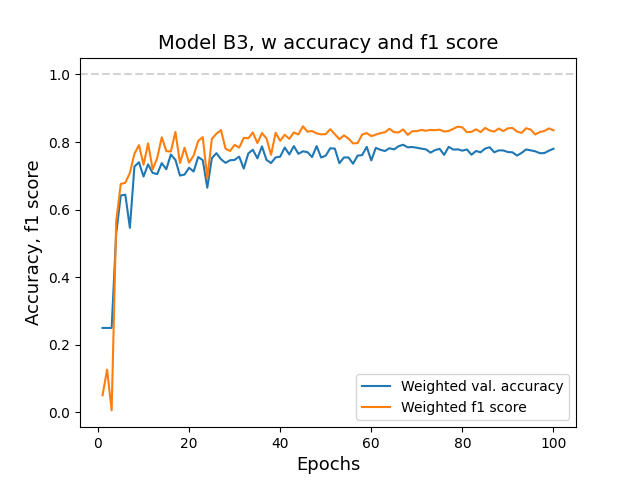 Model B3, w accuracy and f1 score
1.0
0.8
0.6
0.4
0.2
0.0
Accuracy, f1 score
Weighted val. accuracy
Weighted f1 score
0 20 40 60 80 100
Epochs